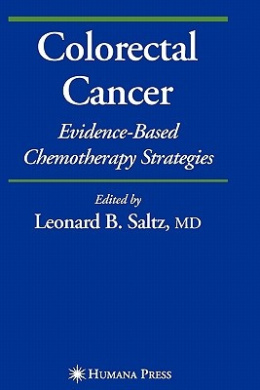 Colorectal
Cancer
Evidence-Based
Chemotherapy Strategies
Edited by
Leonard B. Saltz, MD
HUMANA PRESS